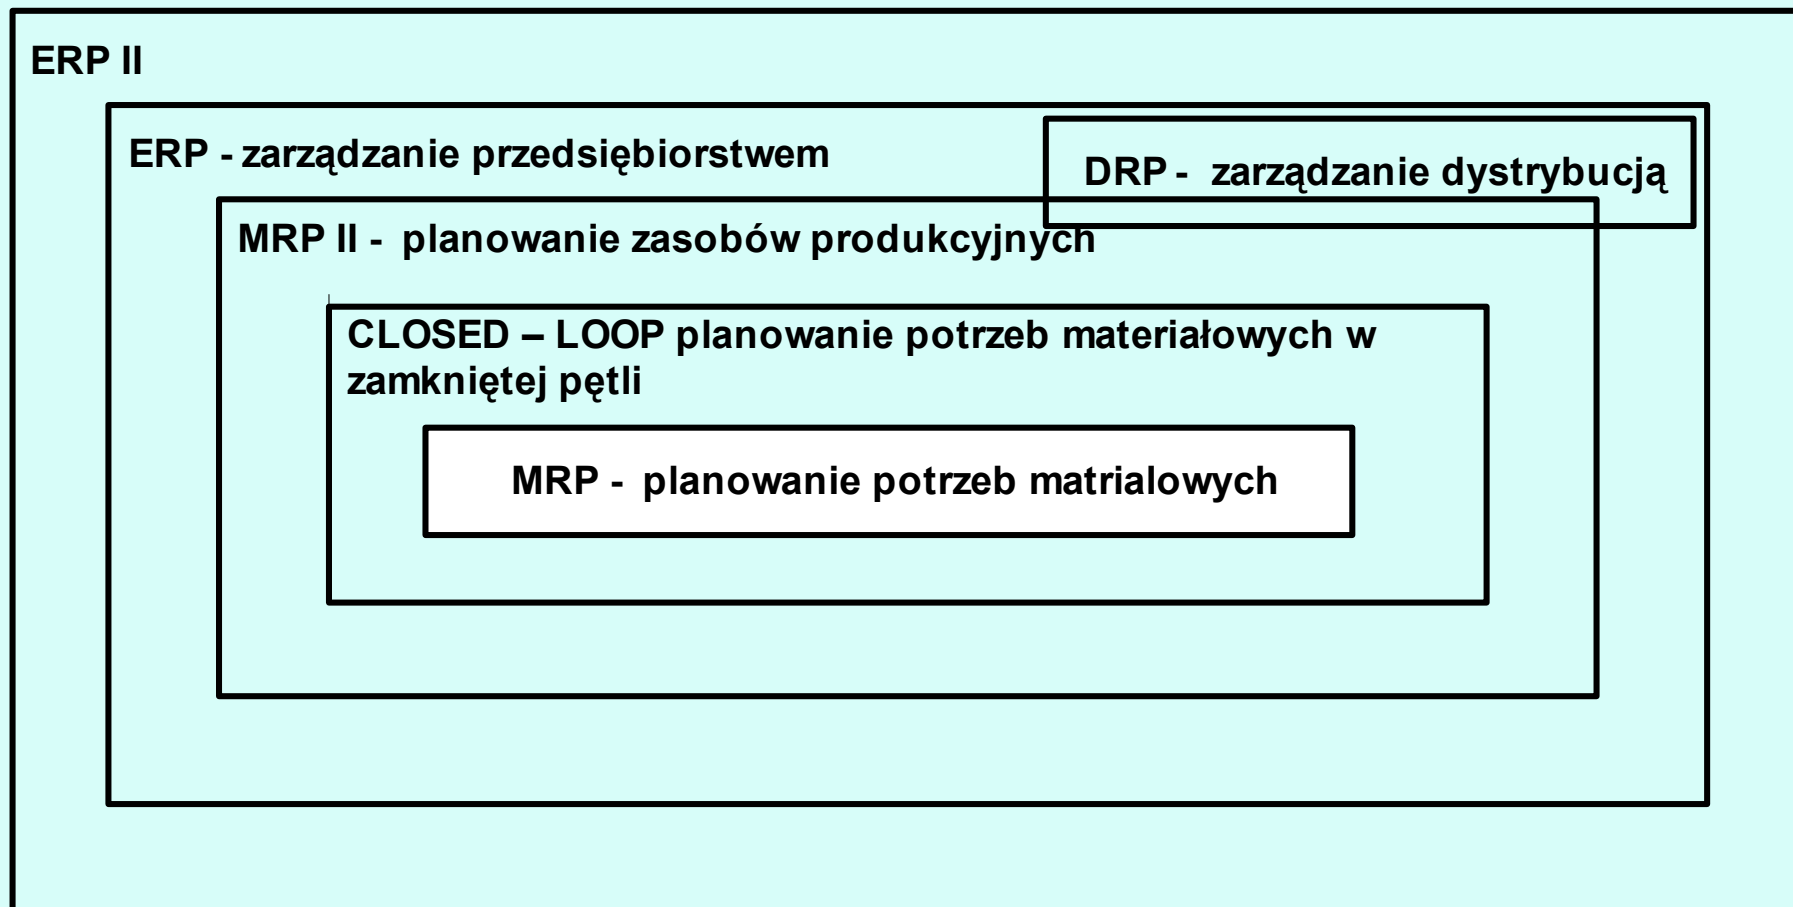 ERP II
ERP - zarządzanie przedsiębiorstwem
DRP - zarządzanie dystrybucją
MRP II - planowanie zasobów produkcyjnych
CLOSED – LOOP planowanie potrzeb materiałowych w
zamkniętej pętli
MRP - planowanie potrzeb matrialowych